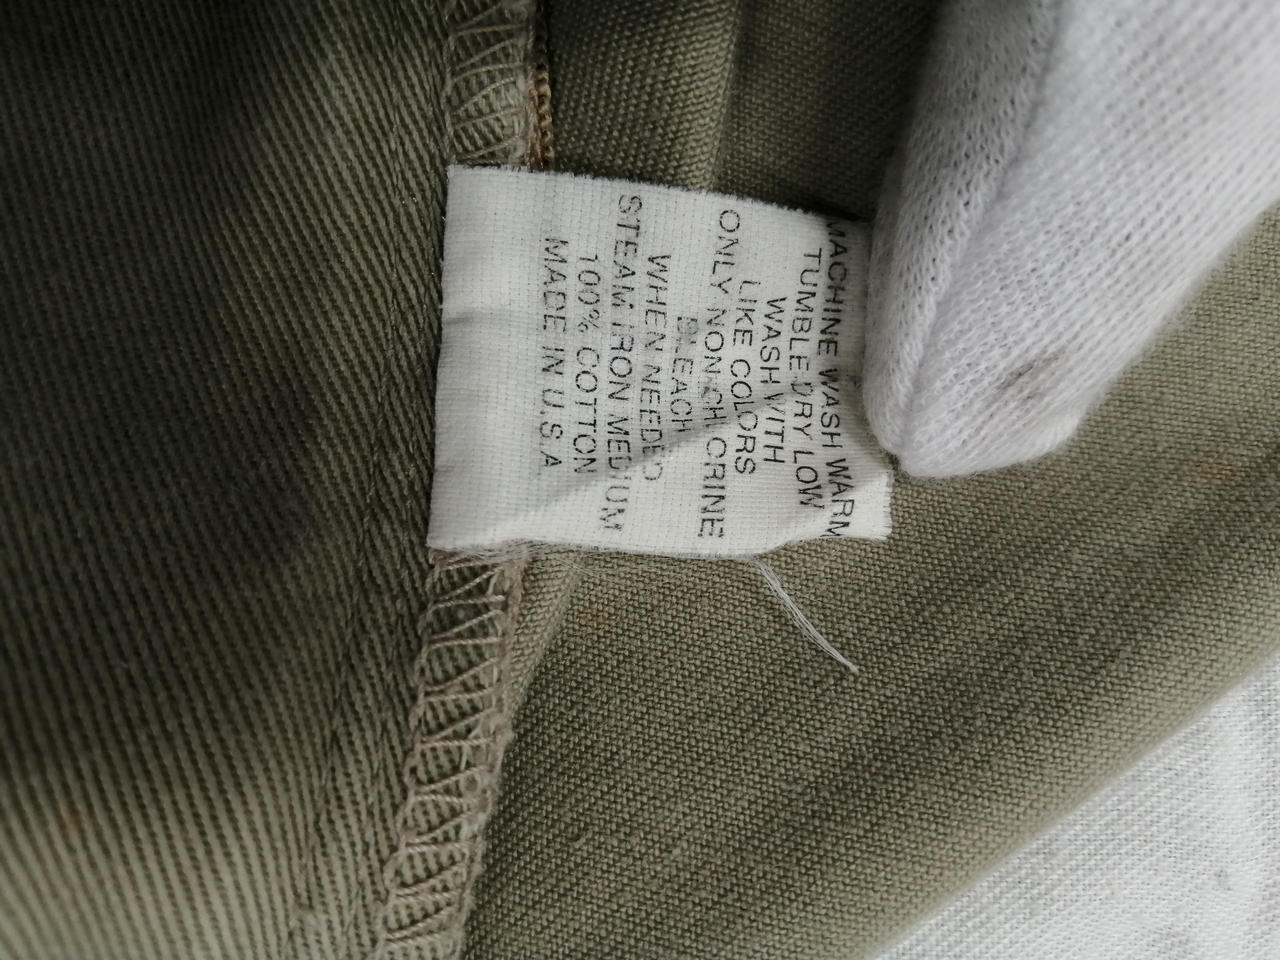 MACHINE WASH WARM
TUMBLE DRY LOW
WASH WITH
LIKE COLORS
ONLY NON-CHLORINE
BLEACH
WHEN NEEDED
STEAM IRON MEDIUM
100% COTTON
MADE IN U.S.A